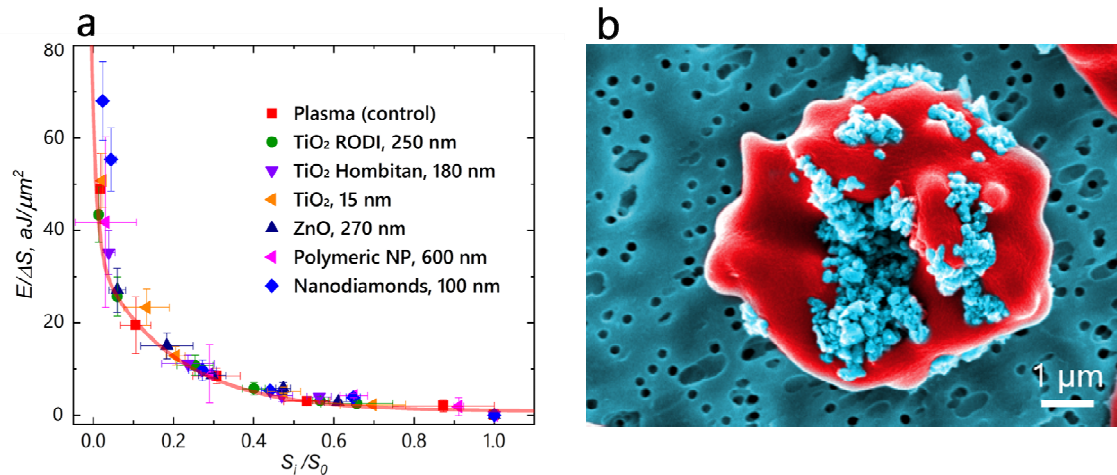 a
80
60
40
20
0
E/ΔS, aJ/μm²
0.0 0.2 0.4 0.6 0.8 1.0
Sᵢ/S₀
Plasma (control)
TiO₂ RODI, 250 nm
TiO₂ Hombitan, 180 nm
TiO₂, 15 nm
ZnO, 270 nm
Polymeric NP, 600 nm
Nanodiamonds, 100 nm
b
1 μm